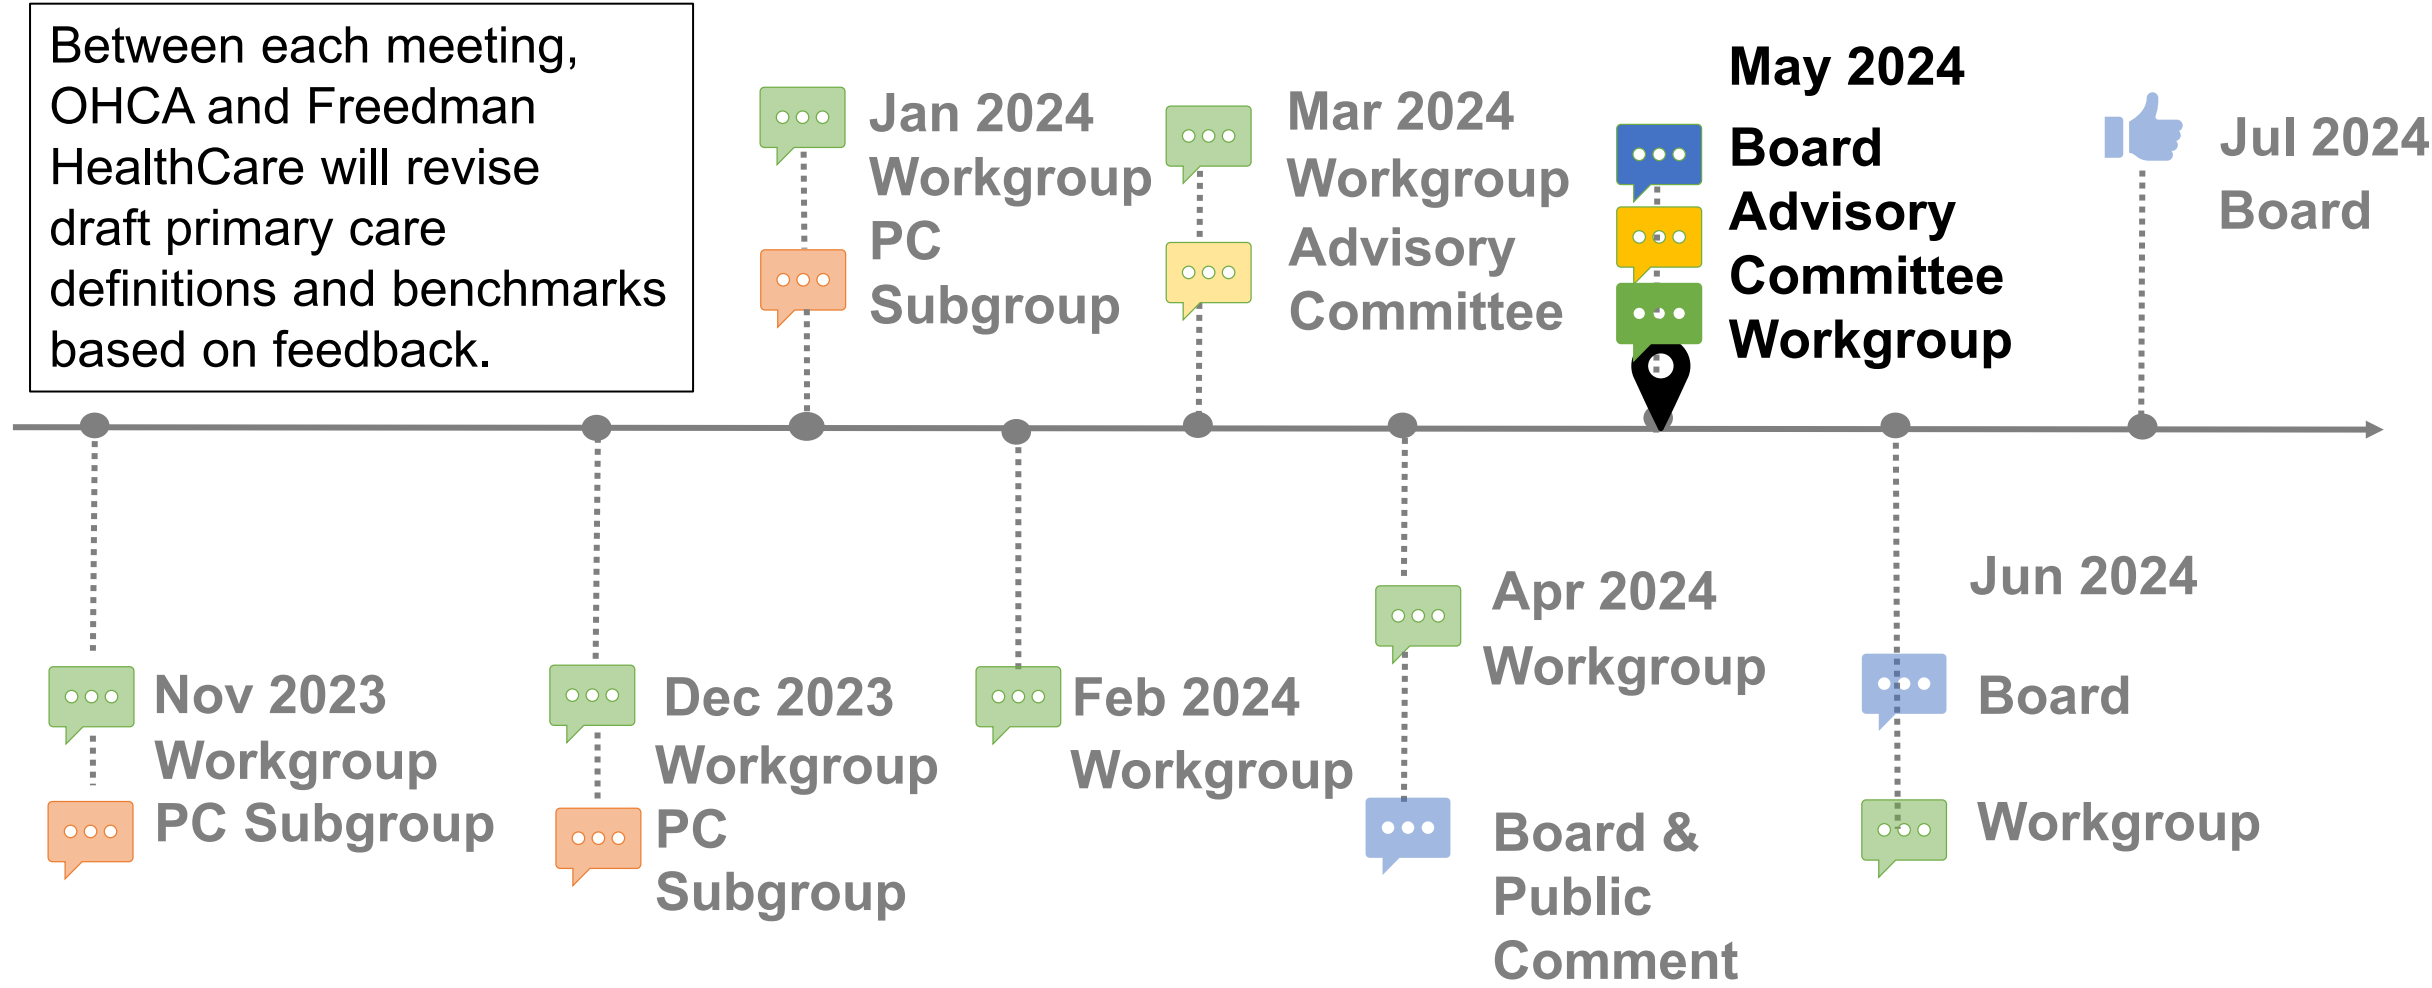 Between each meeting,
OHCA and Freedman
HealthCare will revise
draft primary care
definitions and benchmarks
based on feedback.
Nov 2023
Workgroup
PC Subgroup
Dec 2023
Workgroup
PC
Subgroup
Jan 2024
Workgroup
PC
Subgroup
Feb 2024
Workgroup
Mar 2024
Workgroup
Advisory
Committee
Apr 2024
Workgroup
Board &
Public
Comment
May 2024
Board
Advisory
Committee
Workgroup
Jun 2024
Board
Workgroup
Jul 2024
Board